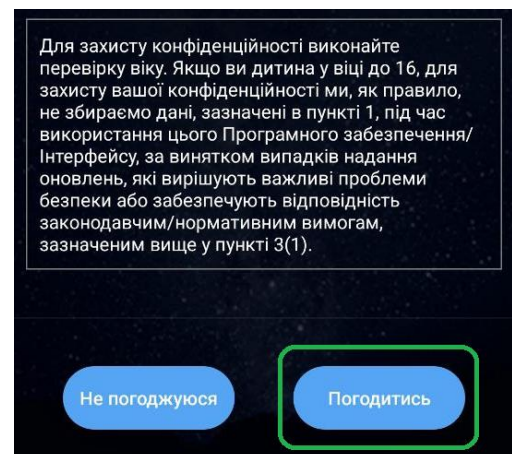 Для захисту конфіденційності виконайте
перевірку віку. Якщо ви дитина у віці до 16, для
захисту вашої конфіденційності ми, як правило,
не збираємо дані, зазначені в пункті 1, під час
використання цього Програмного забезпечення/
Інтерфейсу, за винятком випадків надання
оновлень, які вирішують важливі проблеми
безпеки або забезпечують відповідність
законодавчим/нормативним вимогам,
зазначеним вище у пункті 3(1).
Не погоджуюся
Погодитись